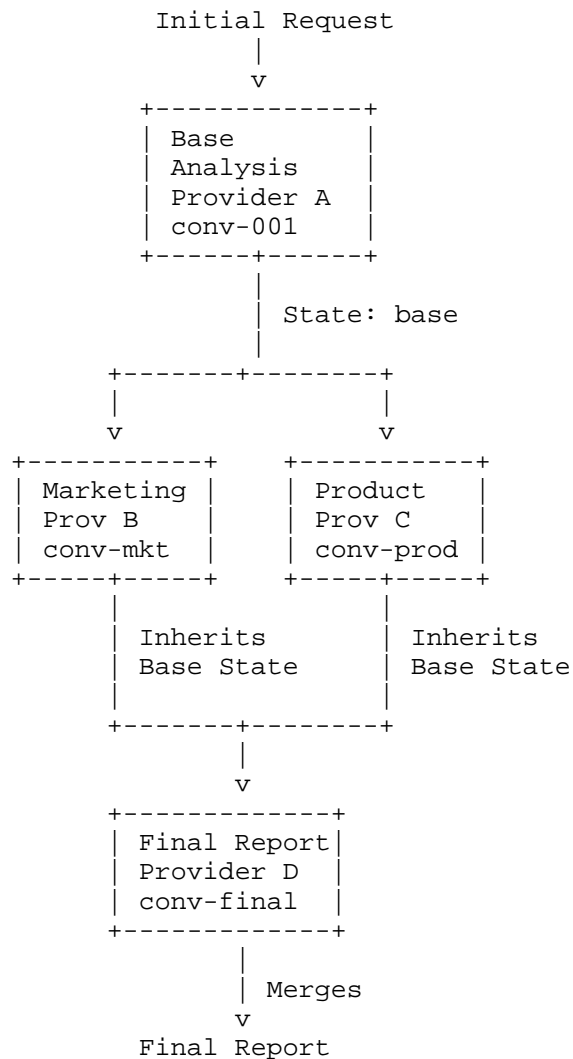 Initial Request
Base
Analysis
Provider A
conv-001
State: base
Marketing
Prov B
conv-mkt
Product
Prov C
conv-prod
Inherits
Base State
Inherits
Base State
Final Report
Provider D
conv-final
Merges
Final Report